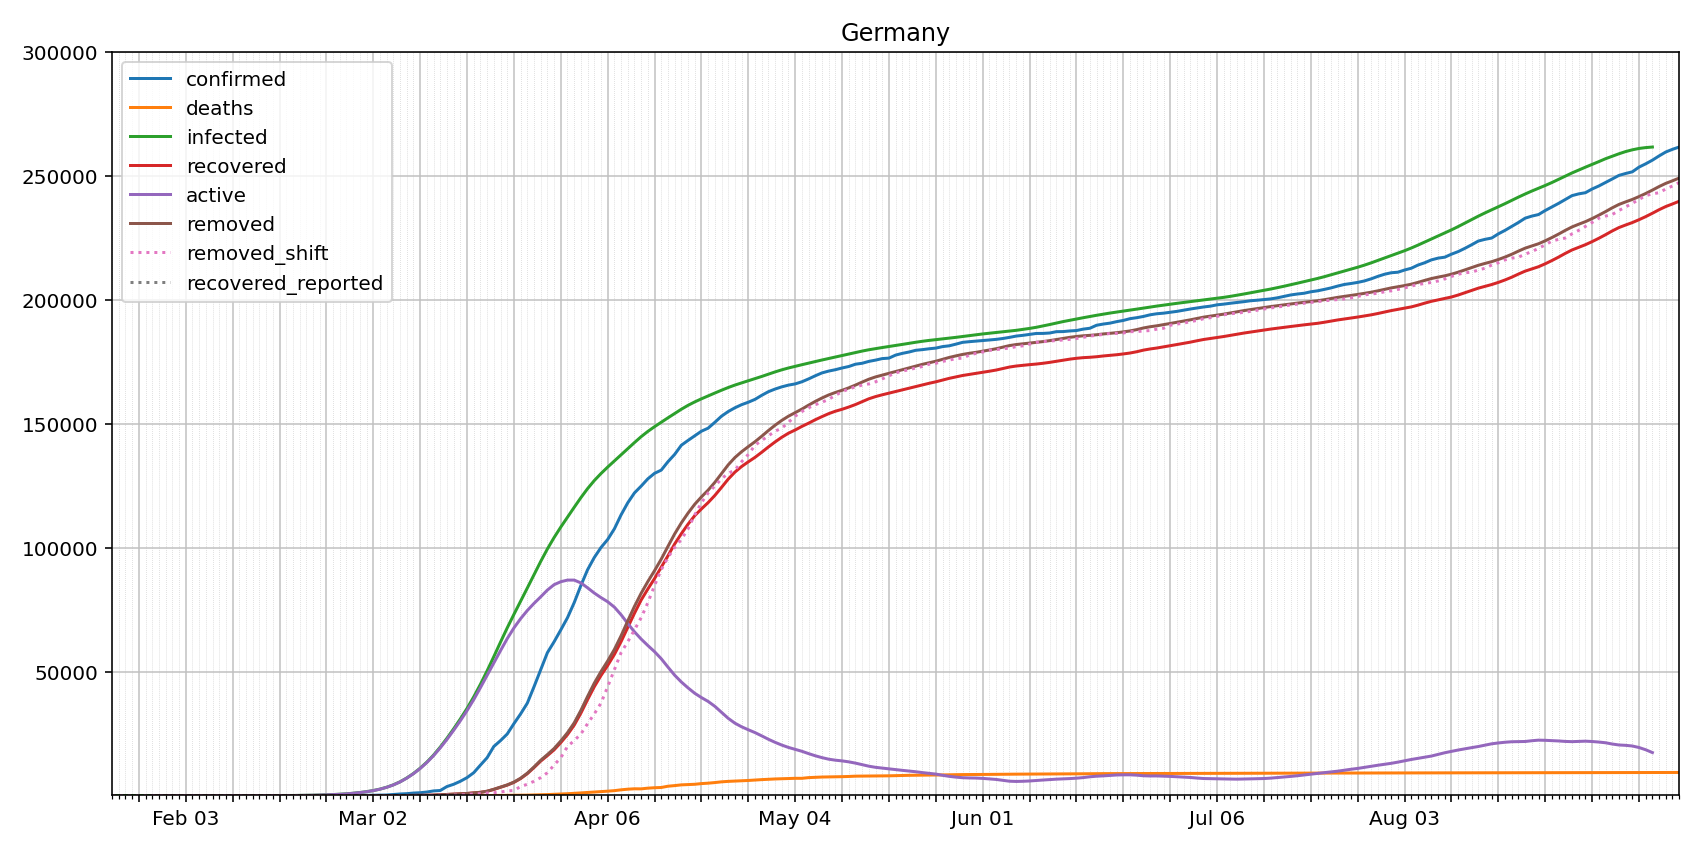 Germany
300000
250000
200000
150000
100000
50000
confirmed
deaths
infected
recovered
active
removed
removed_shift
recovered_reported
Feb 03 Mar 02 Apr 06 May 04 Jun 01 Jul 06 Aug 03